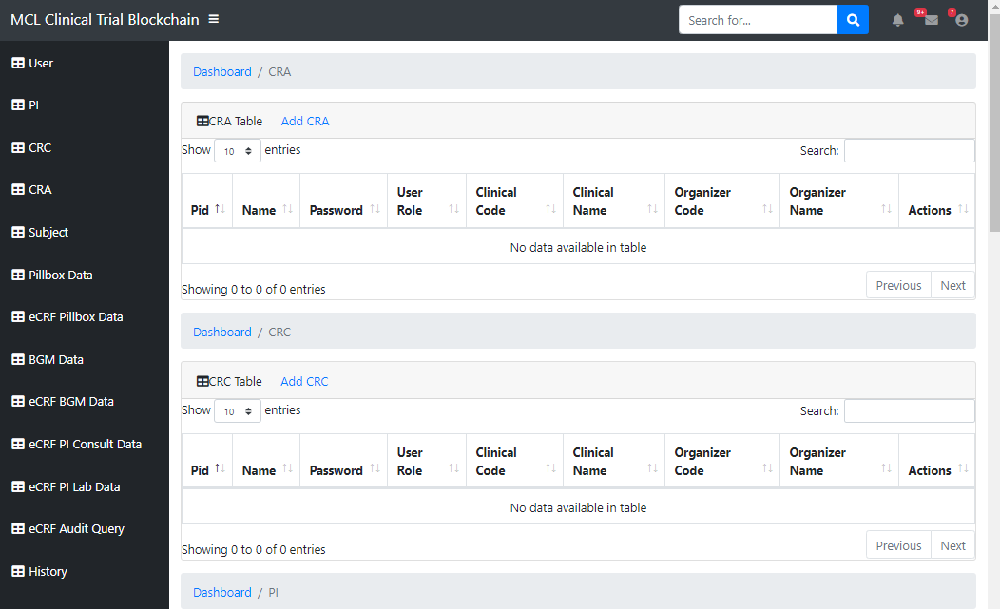 MCL Clinical Trial Blockchain
Search for...
9+
7
User
PI
CRC
CRA
Subject
Pillbox Data
eCRF Pillbox Data
BGM Data
eCRF BGM Data
eCRF PI Consult Data
eCRF PI Lab Data
eCRF Audit Query
History
Dashboard / CRA
CRA Table Add CRA
Show 10 entries Search:
Pid Name Password User Role Clinical Code Clinical Name Organizer Code Organizer Name Actions
No data available in table
Showing 0 to 0 of 0 entries Previous Next
Dashboard / CRC
CRC Table Add CRC
Show 10 entries Search:
Pid Name Password User Role Clinical Code Clinical Name Organizer Code Organizer Name Actions
No data available in table
Showing 0 to 0 of 0 entries Previous Next
Dashboard / PI